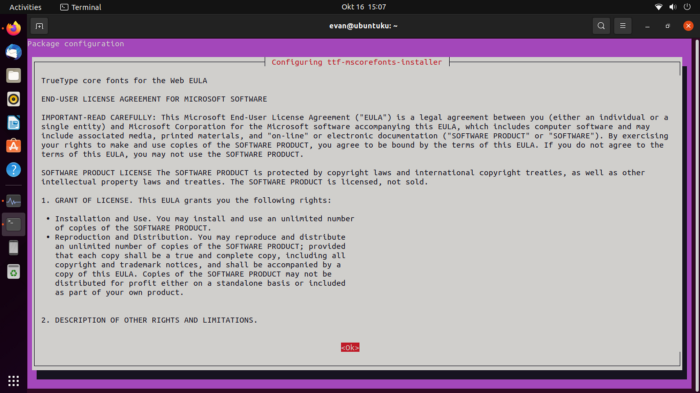 Activities
Terminal
Okt 16 15:07
evan@ubuntuku: ~
Package configuration
Configuring ttf-mscorefonts-installer
TrueType core fonts for the Web EULA
END-USER LICENSE AGREEMENT FOR MICROSOFT SOFTWARE
IMPORTANT-READ CAREFULLY: This Microsoft End-User License Agreement ("EULA") is a legal agreement between you (either an individual or a
single entity) and Microsoft Corporation for the Microsoft software accompanying this EULA, which includes computer software and may
include associated media, printed materials, and "on-line" or electronic documentation ("SOFTWARE PRODUCT" or "SOFTWARE"). By exercising
your rights to make and use copies of the SOFTWARE PRODUCT, you agree to be bound by the terms of this EULA. If you do not agree to the
terms of this EULA, you may not use the SOFTWARE PRODUCT.
SOFTWARE PRODUCT LICENSE The SOFTWARE PRODUCT is protected by copyright laws and international copyright treaties, as well as other
intellectual property laws and treaties. The SOFTWARE PRODUCT is licensed, not sold.
1. GRANT OF LICENSE. This EULA grants you the following rights:
• Installation and Use. You may install and use an unlimited number
of copies of the SOFTWARE PRODUCT.
• Reproduction and Distribution. You may reproduce and distribute
an unlimited number of copies of the SOFTWARE PRODUCT; provided
that each copy shall be a true and complete copy, including all
copyright and trademark notices, and shall be accompanied by a
copy of this EULA. Copies of the SOFTWARE PRODUCT may not be
distributed for profit either on a standalone basis or included
as part of your own product.
2. DESCRIPTION OF OTHER RIGHTS AND LIMITATIONS.
<Ok>